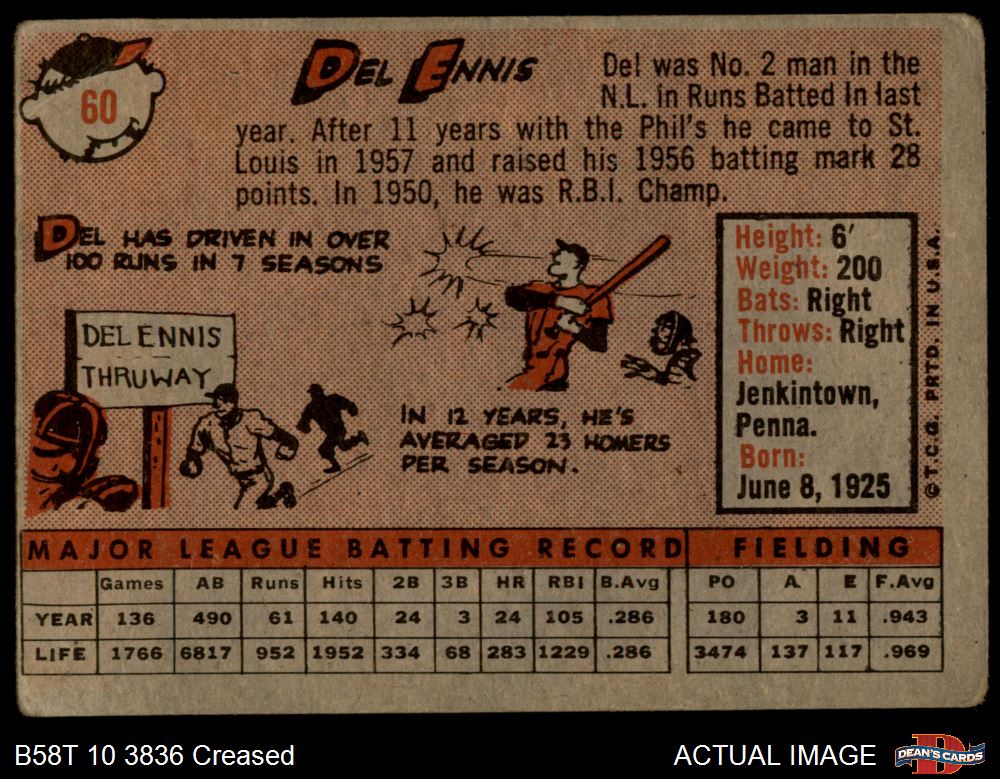 60
DEL ENNIS
Del was No. 2 man in the
N.L. in Runs Batted In last
year. After 11 years with the Phil's he came to St.
Louis in 1957 and raised his 1956 batting mark 28
points. In 1950, he was R.B.I. Champ.
DEL HAS DRIVEN IN OVER
100 RUNS IN 7 SEASONS
DEL ENNIS
THRUWAY
IN 12 YEARS, HE'S
AVERAGED 23 HOMERS
PER SEASON.
Height: 6'
Weight: 200
Bats: Right
Throws: Right
Home:
Jenkintown,
Penna.
Born:
June 8, 1925
© T.C.G. PRTD. IN U.S.A.
MAJOR LEAGUE BATTING RECORD FIELDING
Games AB Runs Hits 2B 3B HR RBI B.Avg PO A E F.Avg
YEAR 136 490 61 140 24 3 24 105 .286 180 3 11 .943
LIFE 1766 6817 952 1952 334 68 283 1229 .286 3474 137 117 .969
B58T 10 3836 Creased ACTUAL IMAGE DEAN'S CARDS